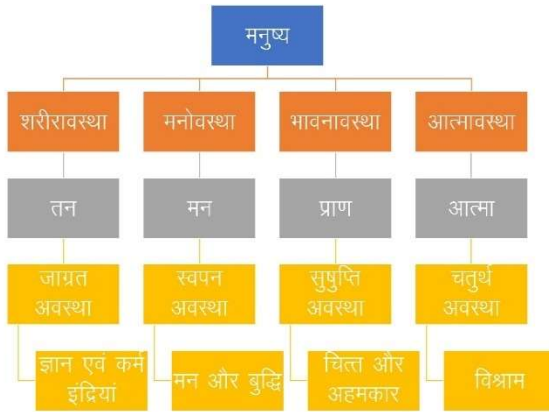 मनुष्य
शरीरावस्था
मनोवस्था
भावनावस्था
आत्मावस्था
तन
मन
प्राण
आत्मा
जाग्रत
अवस्था
स्वपन
अवस्था
सुषुप्ति
अवस्था
चतुर्थ
अवस्था
ज्ञान एवं कर्म
इंद्रियां
मन और बुद्धि
चित्त और
अहमकार
विश्राम